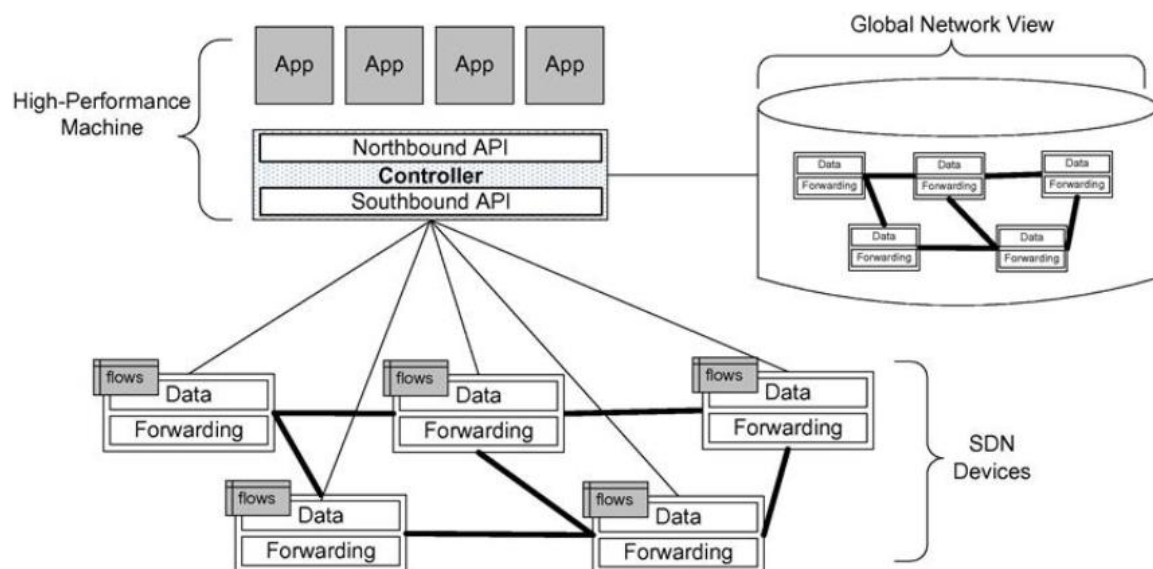 Global Network View
App App App App
High-Performance
Machine
Northbound API
Controller
Southbound API
Data Data Data
Forwarding Forwarding Forwarding
Data Data
Forwarding Forwarding
flows flows flows
Data Data Data
Forwarding Forwarding Forwarding
SDN
Devices
flows flows
Data Data
Forwarding Forwarding